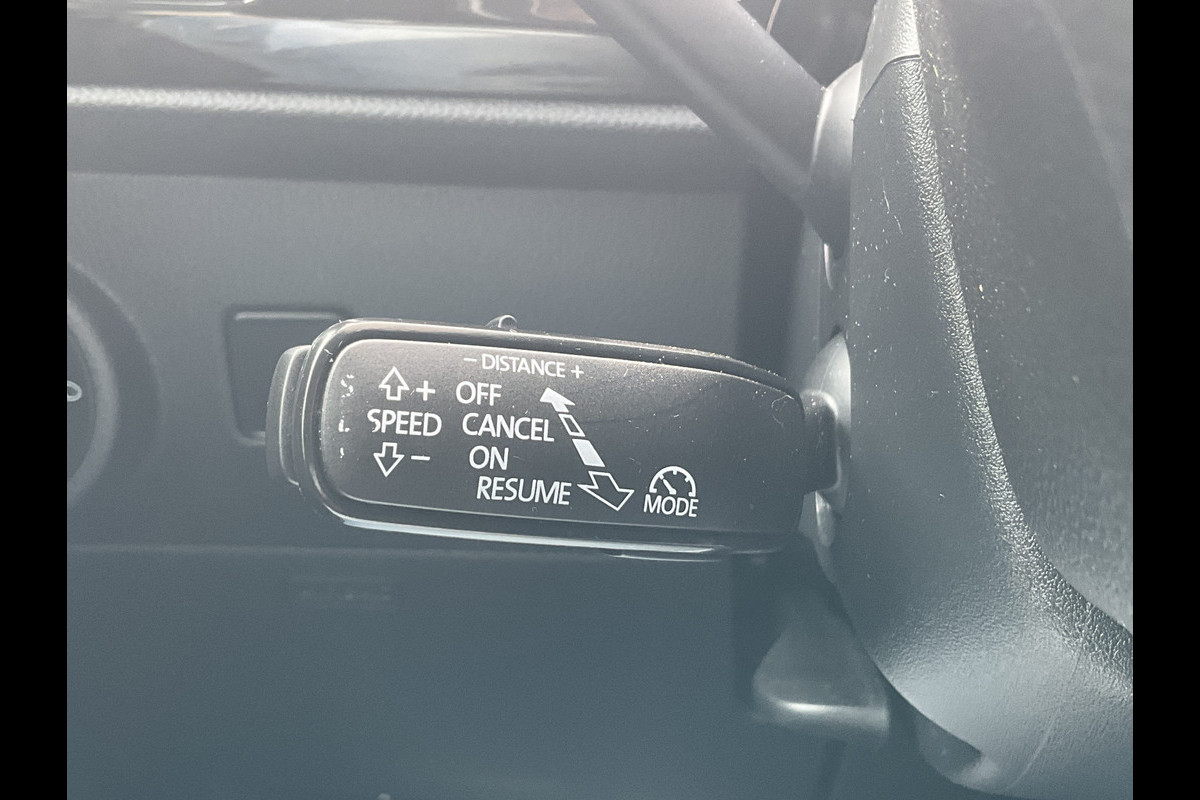 − DISTANCE +
+ OFF
SPEED CANCEL
− ON
RESUME
MODE